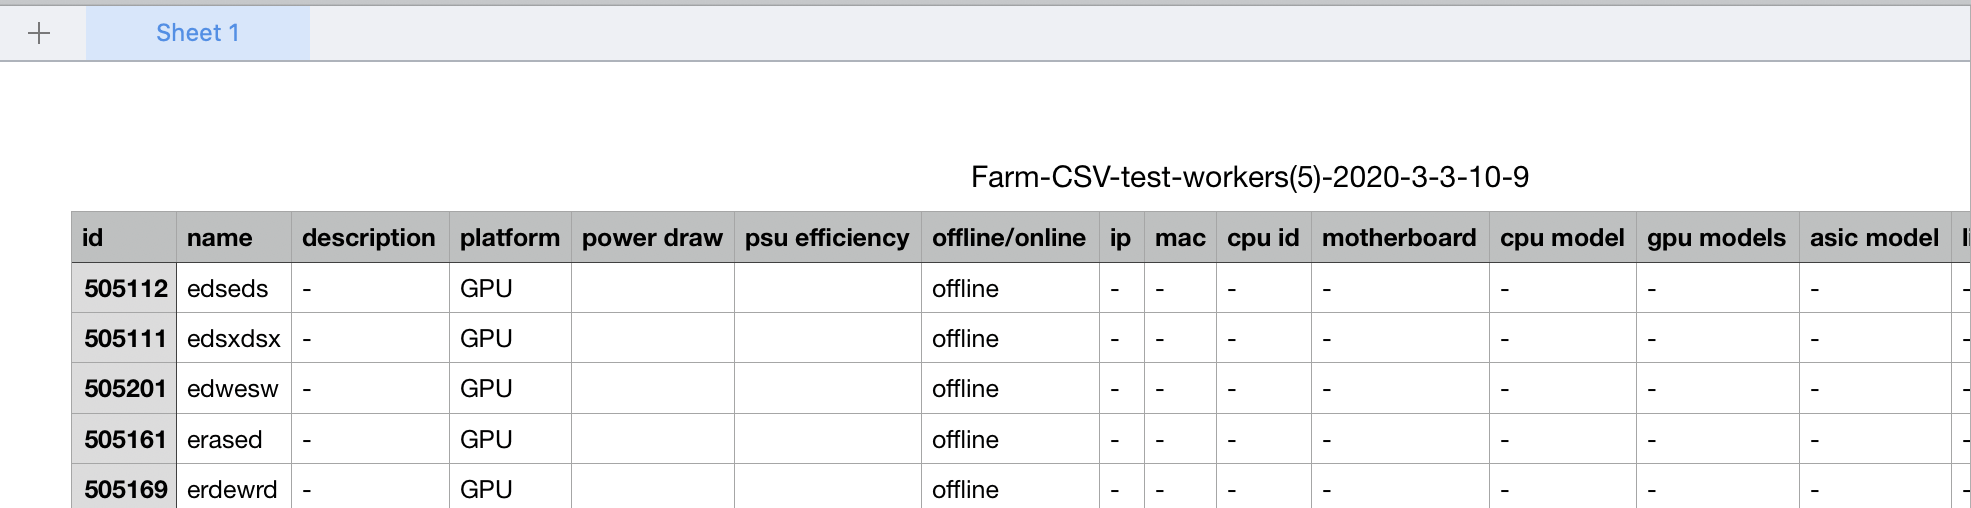 Sheet 1
Farm-CSV-test-workers(5)-2020-3-3-10-9
id name description platform power draw psu efficiency offline/online ip mac cpu id motherboard cpu model gpu models asic model
505112 edseds - GPU offline - - - - - - - -
505111 edsxdsx - GPU offline - - - - - - - -
505201 edwesw - GPU offline - - - - - - - -
505161 erased - GPU offline - - - - - - - -
505169 erdewrd - GPU offline - - - - - - - -